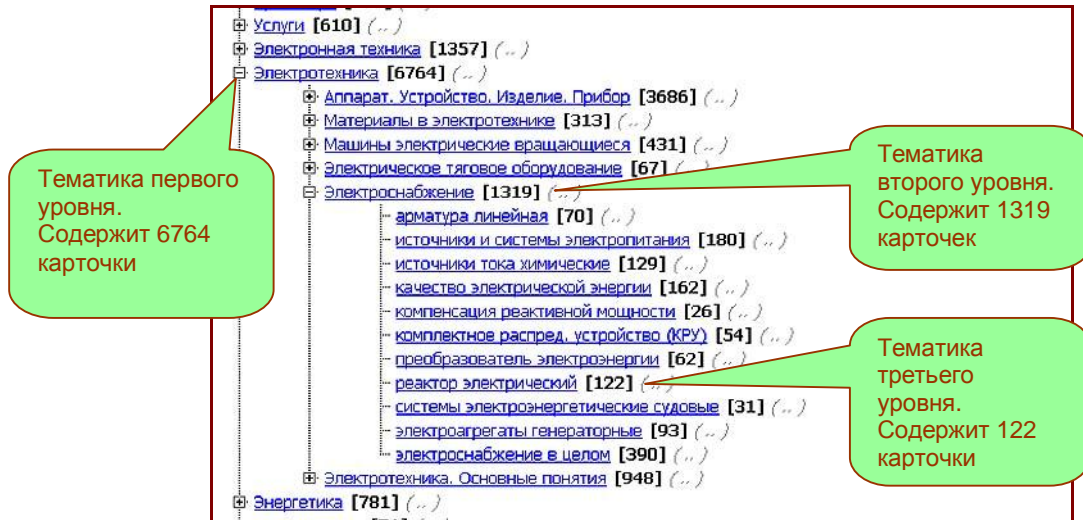 Услуги [610] (.. )
Электронная техника [1357] (.. )
Электротехника [6764] (.. )
Аппарат. Устройство. Изделие. Прибор [3686] (.. )
Материалы в электротехнике [313] (.. )
Машины электрические вращающиеся [431] (.. )
Электрическое тяговое оборудование [67] (.. )
Электроснабжение [1319] (.. )
арматура линейная [70] (.. )
источники и системы электропитания [180] (.. )
источники тока химические [129] (.. )
качество электрической энергии [162] (.. )
компенсация реактивной мощности [26] (.. )
комплектное распред. устройство (КРУ) [54] (.. )
преобразователь электроэнергии [62] (.. )
реактор электрический [122] (.. )
системы электроэнергетические судовые [31] (.. )
электроагрегаты генераторные [93] (.. )
электроснабжение в целом [390] (.. )
Электротехника. Основные понятия [948] (.. )
Энергетика [781] (.. )
Тематика первого
уровня.
Содержит 6764
карточки
Тематика
второго уровня.
Содержит 1319
карточек
Тематика
третьего
уровня.
Содержит 122
карточки